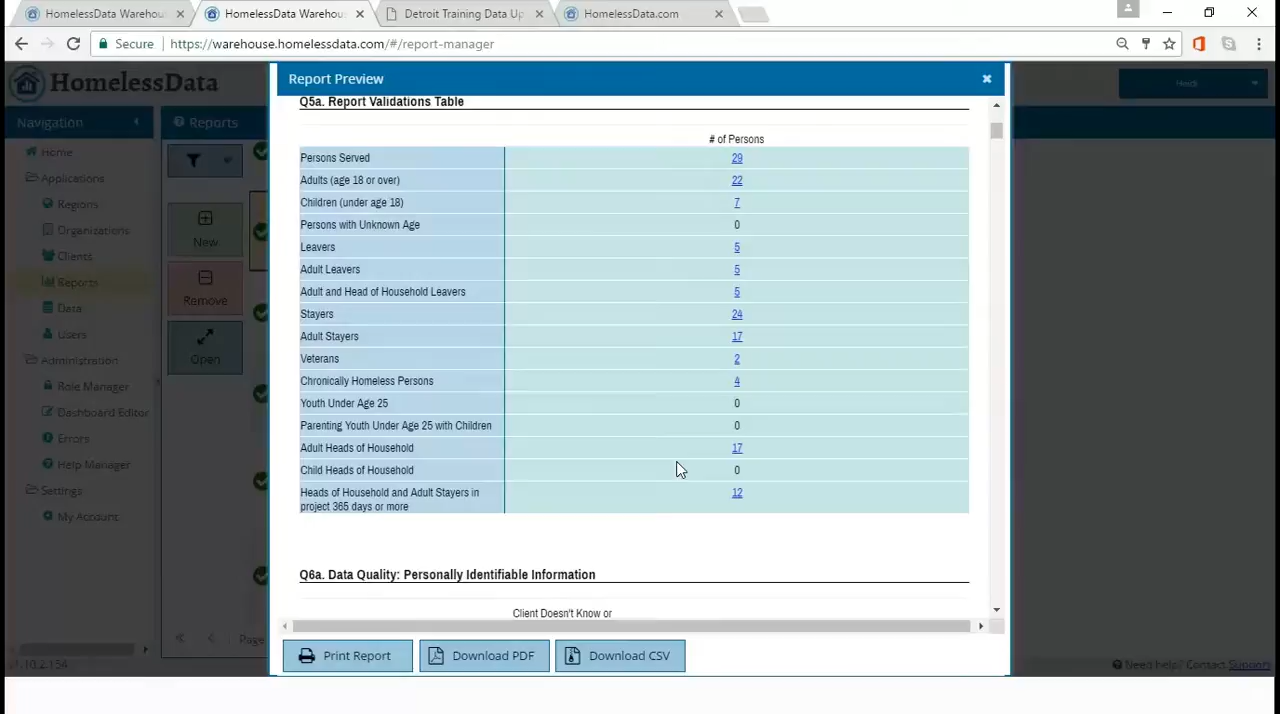 HomelessData Warehou
HomelessData Warehou
Detroit Training Data Up
HomelessData.com
Secure
https://warehouse.homelessdata.com/#/report-manager
HomelessData
Report Preview
Navigation
Reports
Home
Applications
Regions
Organizations
Clients
Reports
Data
Users
Administration
Role Manager
Dashboard Editor
Errors
Help Manager
Settings
My Account
New
Remove
Open
Page
Q5a. Report Validations Table
# of Persons
Persons Served 29
Adults (age 18 or over) 22
Children (under age 18) 7
Persons with Unknown Age 0
Leavers 5
Adult Leavers 5
Adult and Head of Household Leavers 5
Stayers 24
Adult Stayers 17
Veterans 2
Chronically Homeless Persons 4
Youth Under Age 25 0
Parenting Youth Under Age 25 with Children 0
Adult Heads of Household 17
Child Heads of Household 0
Heads of Household and Adult Stayers in 12
project 365 days or more
Q6a. Data Quality: Personally Identifiable Information
Client Doesn't Know or
Print Report
Download PDF
Download CSV
Need help? Contact Support